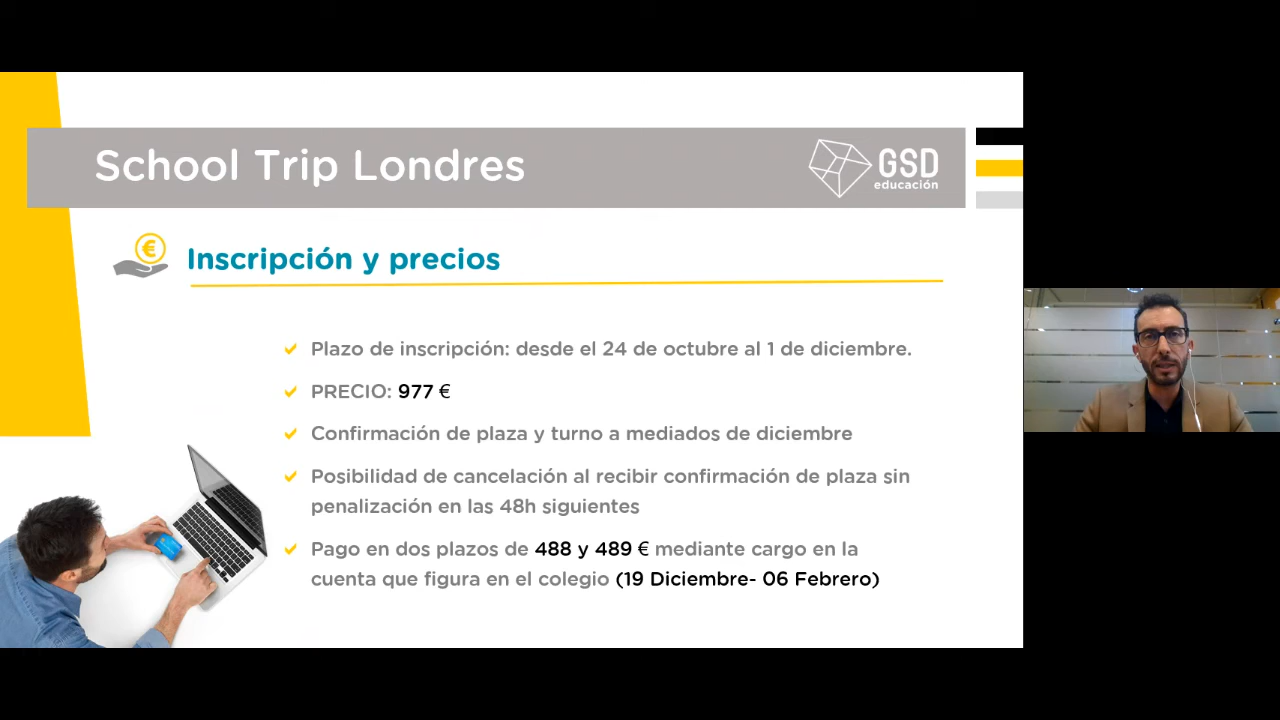 School Trip Londres
GSD
educación
Inscripción y precios
Plazo de inscripción: desde el 24 de octubre al 1 de diciembre.
PRECIO: 977 €
Confirmación de plaza y turno a mediados de diciembre
Posibilidad de cancelación al recibir confirmación de plaza sin
penalización en las 48h siguientes
Pago en dos plazos de 488 y 489 € mediante cargo en la
cuenta que figura en el colegio (19 Diciembre- 06 Febrero)